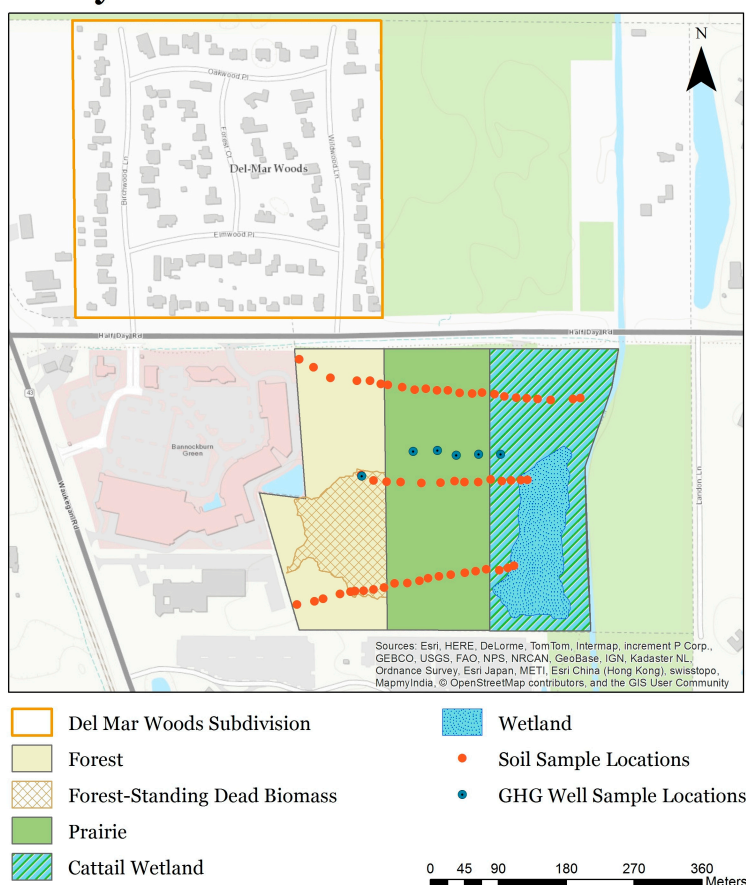 N
Oakwood Pl
Forest Ct
Birchwood Ln
Wildwood Ln
Del-Mar Woods
Elmwood Pl
Half Day Rd
Half Day Rd
43
Bannockburn
Green
Waukegan Rd
Landon Ln
Sources: Esri, HERE, DeLorme, TomTom, Intermap, increment P Corp.,
GEBCO, USGS, FAO, NPS, NRCAN, GeoBase, IGN, Kadaster NL,
Ordnance Survey, Esri Japan, METI, Esri China (Hong Kong), swisstopo,
MapmyIndia, © OpenStreetMap contributors, and the GIS User Community
Del Mar Woods Subdivision
Forest
Forest-Standing Dead Biomass
Prairie
Cattail Wetland
Wetland
Soil Sample Locations
GHG Well Sample Locations
0 45 90 180 270 360
Meters